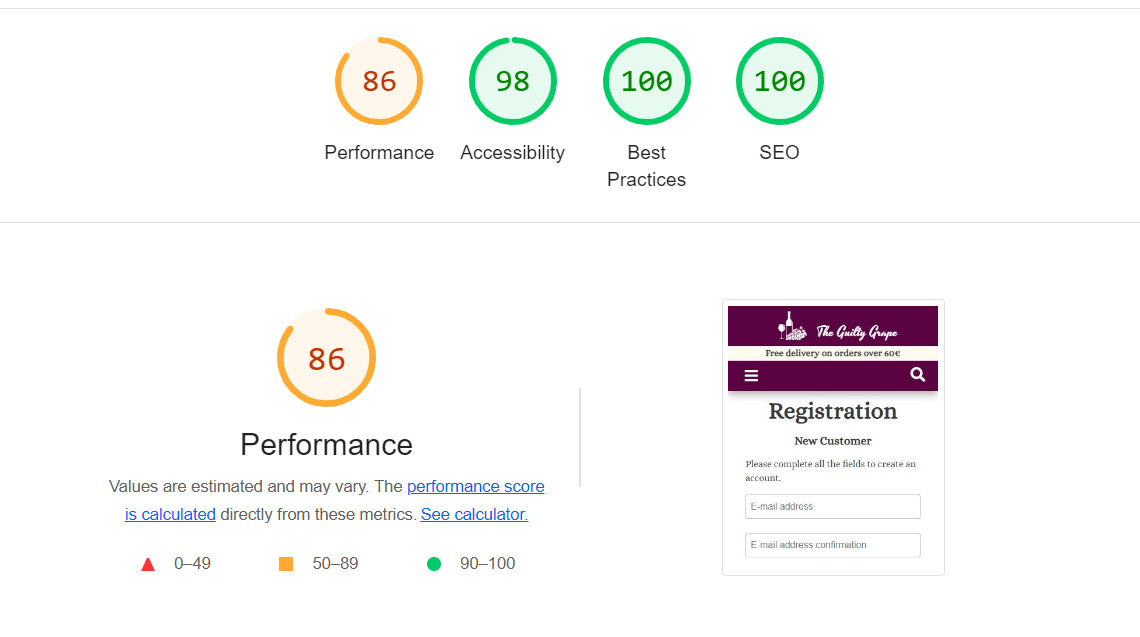 86
98
100
100
Performance
Accessibility
Best
Practices
SEO
86
Performance
Values are estimated and may vary. The performance score
is calculated directly from these metrics. See calculator.
0–49
50–89
90–100
The Guilty Grape
Free delivery on orders over 60€
Registration
New Customer
Please complete all the fields to create an
account.
E-mail address
E-mail address confirmation